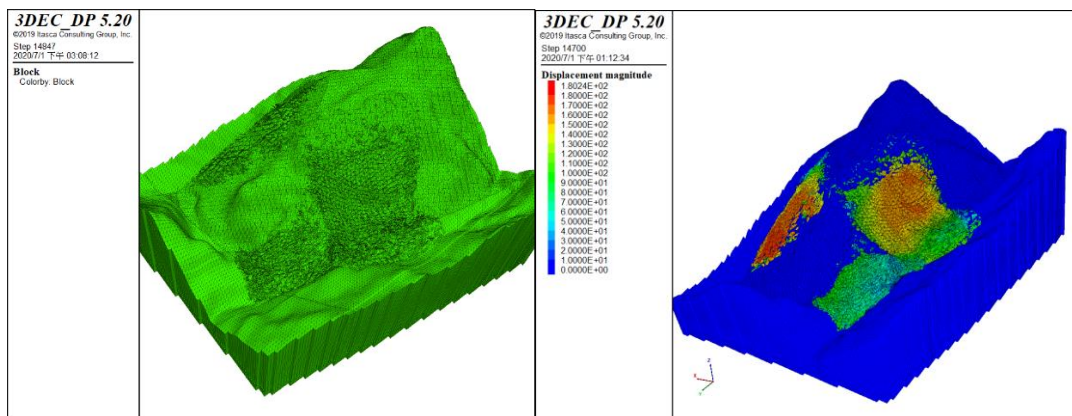 3DEC_DP 5.20
©2019 Itasca Consulting Group, Inc.
Step 14847
2020/7/1 下午 03:08:12
Block
Colorby: Block
3DEC_DP 5.20
©2019 Itasca Consulting Group, Inc.
Step 14700
2020/7/1 下午 01:12:34
Displacement magnitude
1.8024E+02
1.7000E+02
1.6000E+02
1.5000E+02
1.4000E+02
1.3000E+02
1.2000E+02
1.1000E+02
1.0000E+02
9.0000E+01
8.0000E+01
7.0000E+01
6.0000E+01
5.0000E+01
4.0000E+01
3.0000E+01
2.0000E+01
1.0000E+01
0.0000E+00